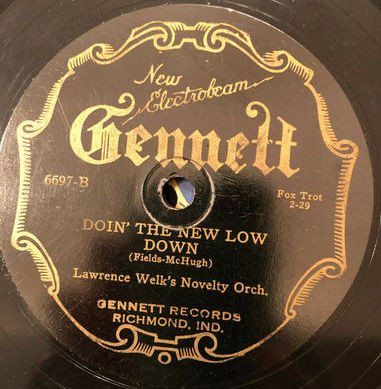 New
Electrobeam
Gennett
6697-B
Fox Trot
2-29
DOIN' THE NEW LOW
DOWN
(Fields-McHugh)
Lawrence Welk's Novelty Orch.
GENNETT RECORDS
RICHMOND, IND.